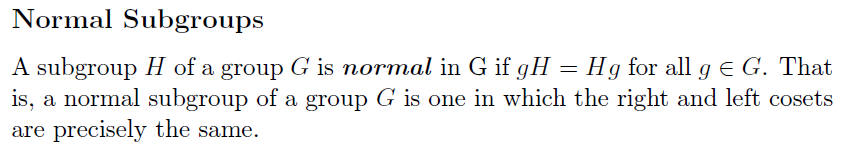 Normal Subgroups
A subgroup H of a group G is normal in G if gH = Hg for all g ∈ G. That
is, a normal subgroup of a group G is one in which the right and left cosets
are precisely the same.